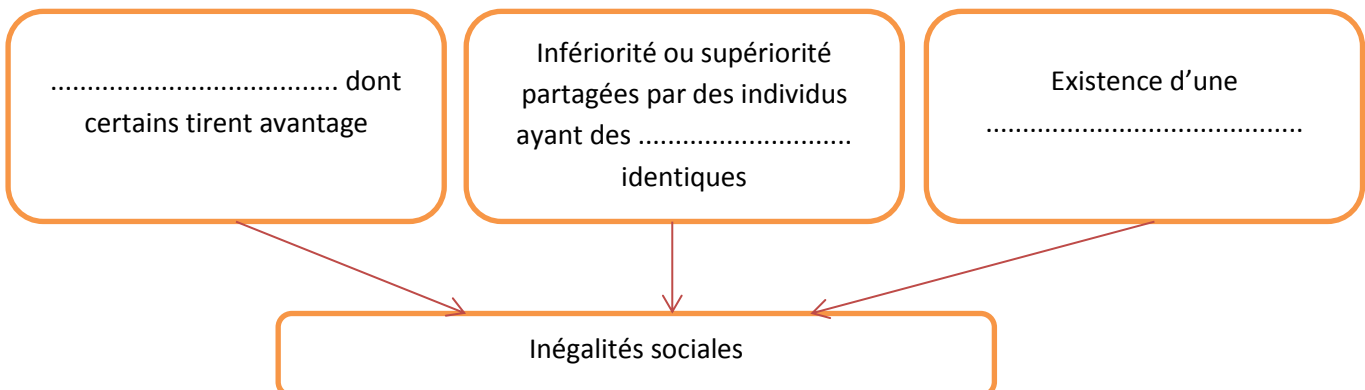 ...................................... dont
certains tirent avantage
Infériorité ou supériorité
partagées par des individus
ayant des .............................
identiques
Existence d’une
...........................................
Inégalités sociales